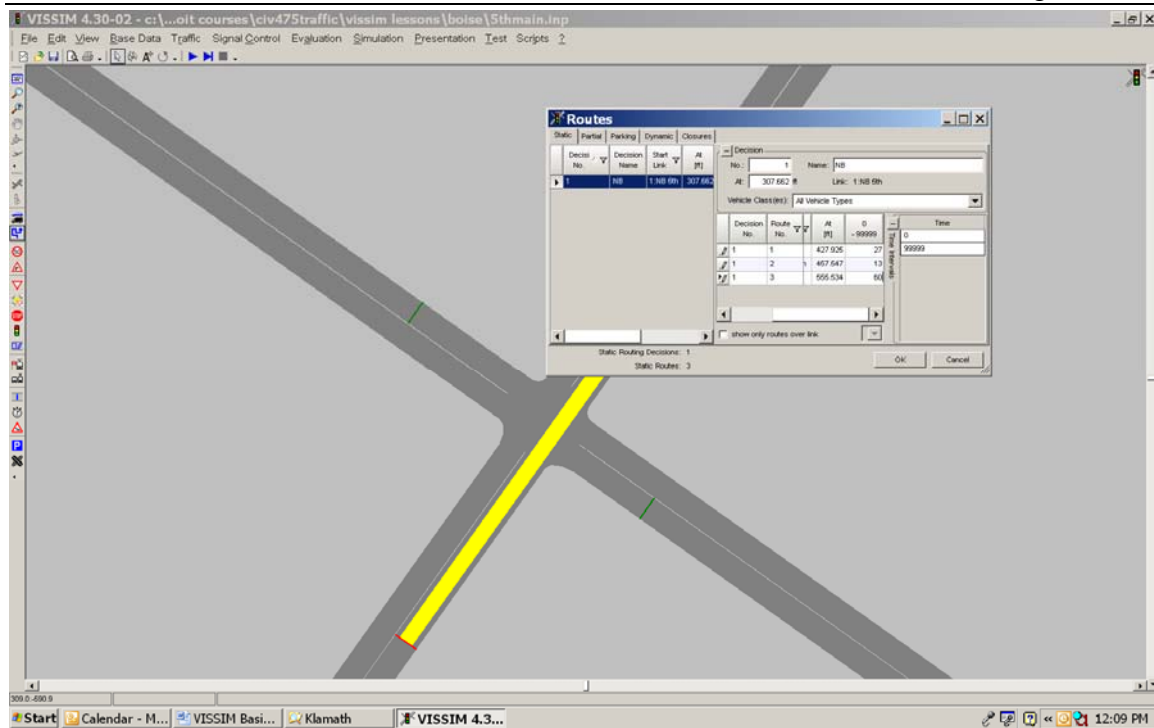 VISSIM 4.30-02 - c:\...oit courses\civ475traffic\vissim lessons\boise\5thmain.inp
File Edit View Base Data Traffic Signal Control Evaluation Simulation Presentation Test Scripts ?
Routes
Static Partial Parking Dynamic Closures
Decisi No. Decision Name Start Link At [ft]
1 NB 1:NB 6th 307.662
Decision
No.: 1 Name: NB
At: 307.662 ft Link: 1:NB 6th
Vehicle Class(es): All Vehicle Types
Decision No. Route No. At [ft] 0 - 99999
1 1 427.925 27
1 2 467.647 13
1 3 555.534 60
Time Intervals
Time
0
99999
show only routes over link
Static Routing Decisions: 1
Static Routes: 3
OK Cancel
309.0:-690.9
Start Calendar - M... VISSIM Basi... Klamath VISSIM 4.3... 12:09 PM